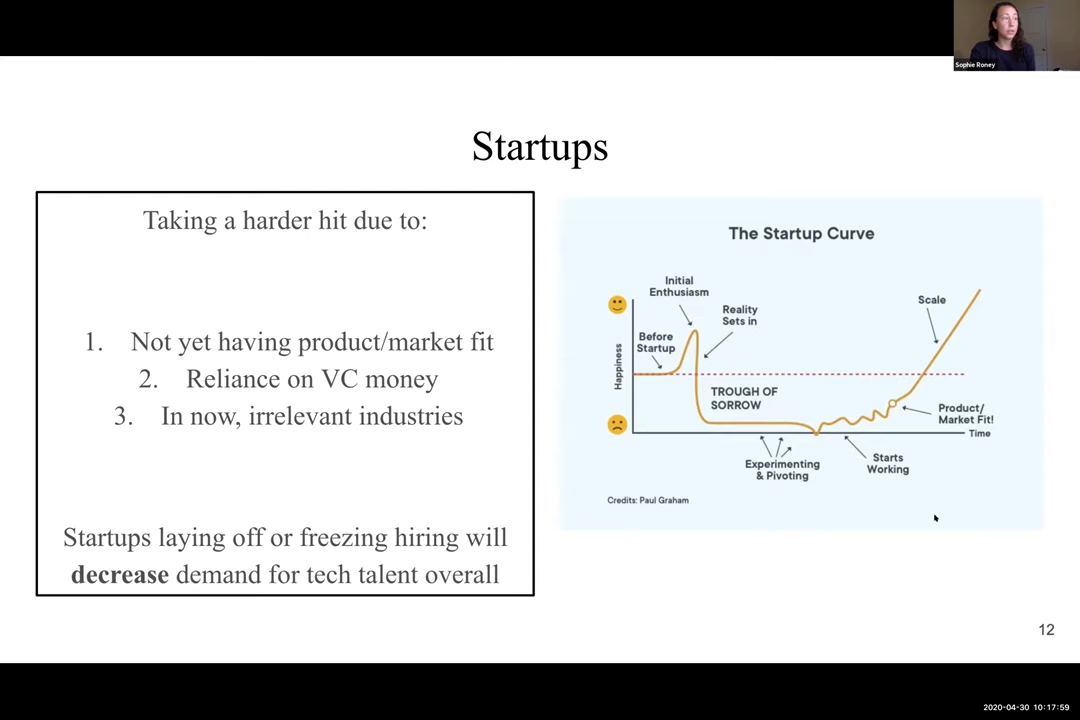 Sophie Roney
Startups
Taking a harder hit due to:
1. Not yet having product/market fit
2. Reliance on VC money
3. In now, irrelevant industries
Startups laying off or freezing hiring will
decrease demand for tech talent overall
The Startup Curve
Initial
Enthusiasm
Reality
Sets in
Before
Startup
Scale
Happiness
TROUGH OF
SORROW
Product/
Market Fit!
Time
Experimenting
& Pivoting
Starts
Working
Credits: Paul Graham
12
2020-04-30 10:17:59